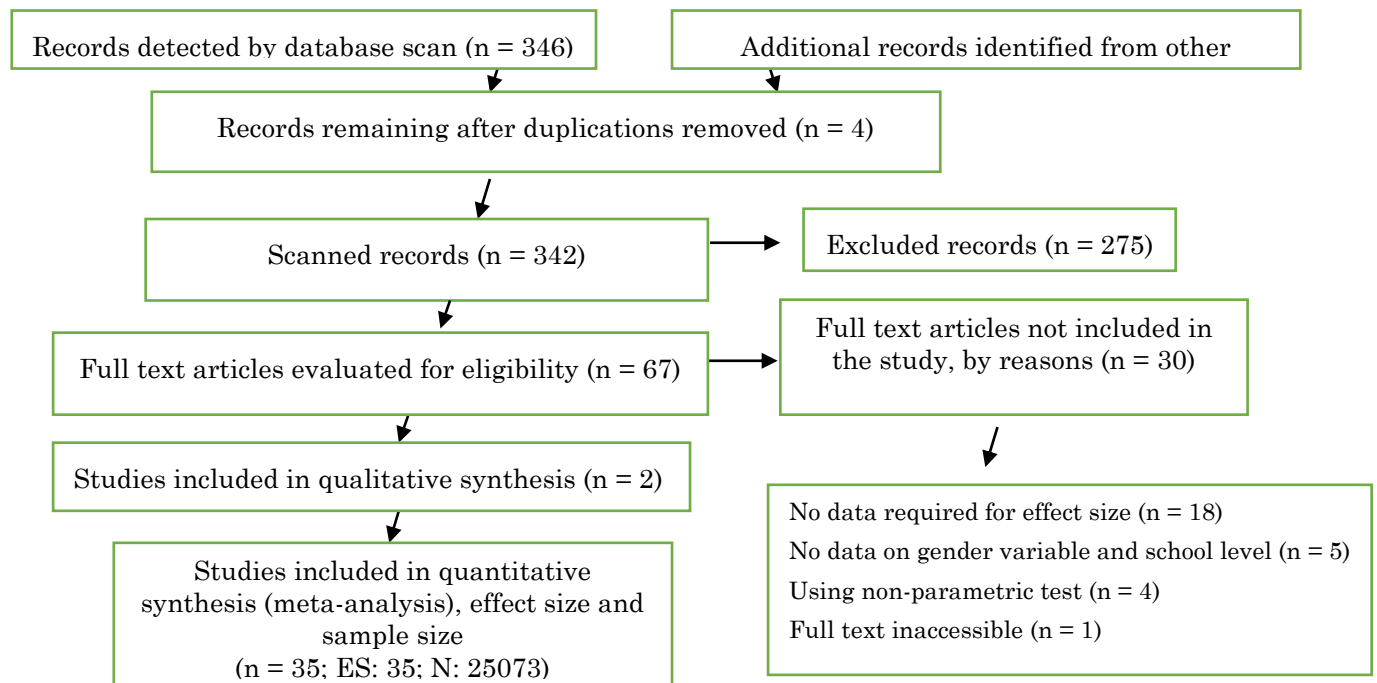 Records detected by database scan (n = 346)
Additional records identified from other
Records remaining after duplications removed (n = 4)
Scanned records (n = 342)
Excluded records (n = 275)
Full text articles evaluated for eligibility (n = 67)
Full text articles not included in
the study, by reasons (n = 30)
Studies included in qualitative synthesis (n = 2)
No data required for effect size (n = 18)
No data on gender variable and school level (n = 5)
Using non-parametric test (n = 4)
Full text inaccessible (n = 1)
Studies included in quantitative
synthesis (meta-analysis), effect size and
sample size
(n = 35; ES: 35; N: 25073)